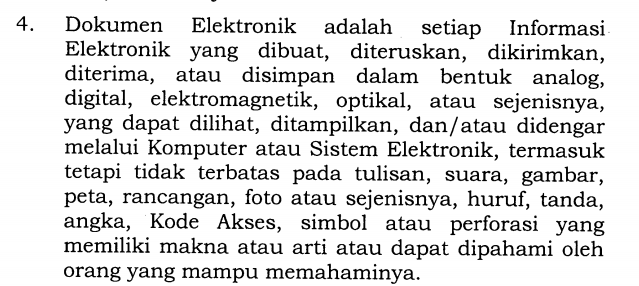 4. Dokumen Elektronik adalah setiap Informasi
Elektronik yang dibuat, diteruskan, dikirimkan,
diterima, atau disimpan dalam bentuk analog,
digital, elektromagnetik, optikal, atau sejenisnya,
yang dapat dilihat, ditampilkan, dan/atau didengar
melalui Komputer atau Sistem Elektronik, termasuk
tetapi tidak terbatas pada tulisan, suara, gambar,
peta, rancangan, foto atau sejenisnya, huruf, tanda,
angka, Kode Akses, simbol atau perforasi yang
memiliki makna atau arti atau dapat dipahami oleh
orang yang mampu memahaminya.